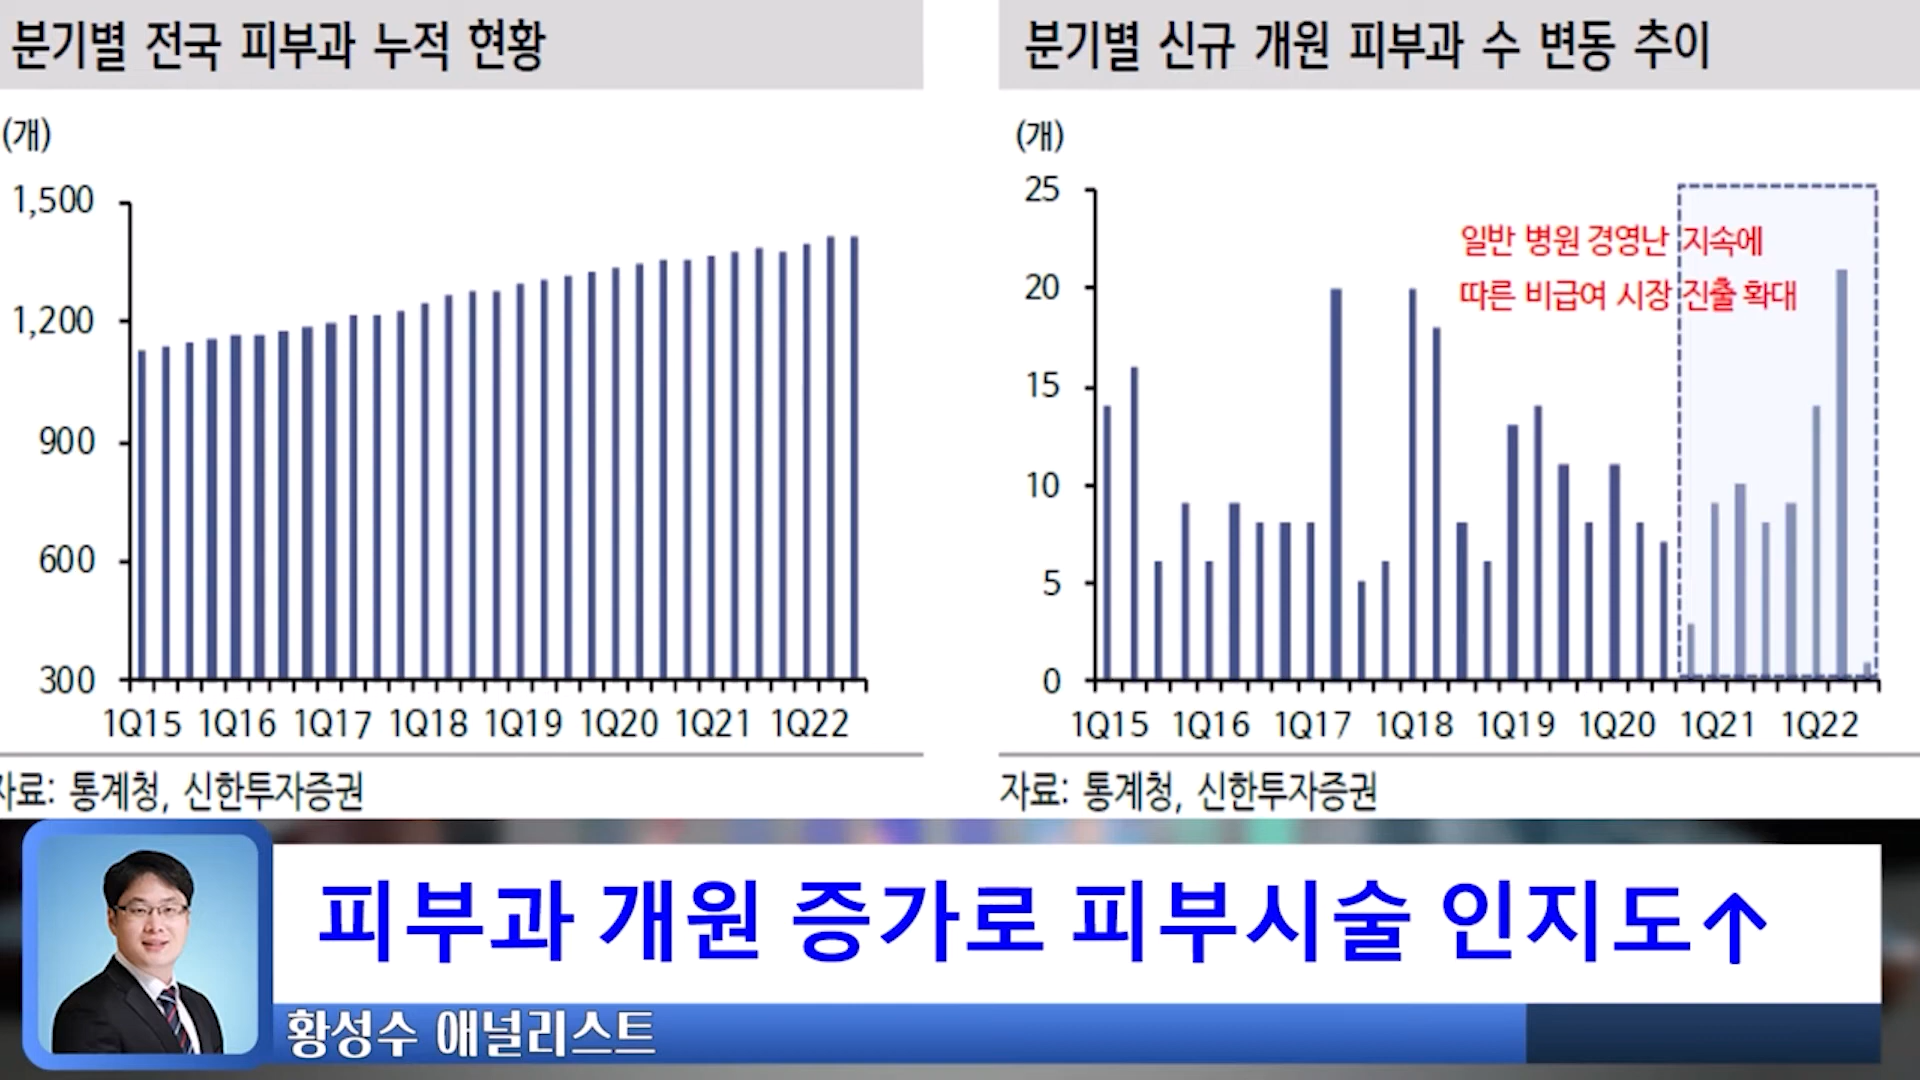 분기별 전국 피부과 누적 현황
(개)
1,500
1,200
900
600
300
1Q15 1Q16 1Q17 1Q18 1Q19 1Q20 1Q21 1Q22
자료: 통계청, 신한투자증권
분기별 신규 개원 피부과 수 변동 추이
(개)
25
20
15
10
5
0
일반 병원 경영난 지속에
따른 비급여 시장 진출 확대
1Q15 1Q16 1Q17 1Q18 1Q19 1Q20 1Q21 1Q22
자료: 통계청, 신한투자증권
피부과 개원 증가로 피부시술 인지도↑
황성수 애널리스트